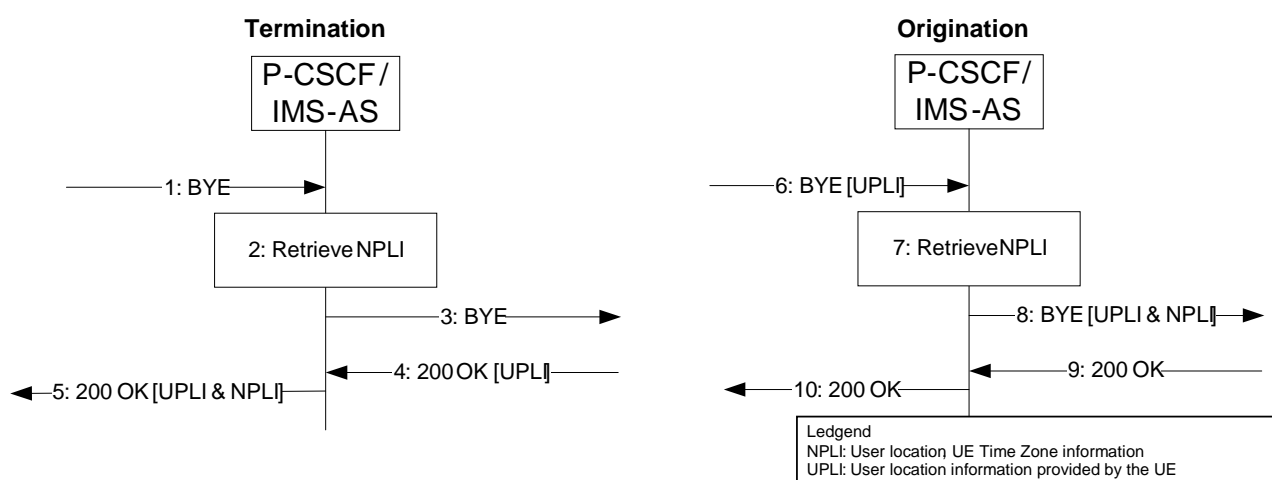 Termination
P-CSCF/
IMS-AS
1: BYE
2: Retrieve NPLI
3: BYE
4: 200 OK [UPLI]
5: 200 OK [UPLI & NPLI]
Origination
P-CSCF/
IMS-AS
6: BYE [UPLI]
7: Retrieve NPLI
8: BYE [UPLI & NPLI]
9: 200 OK
10: 200 OK
Ledgend
NPLI: User location, UE Time Zone information
UPLI: User location information provided by the UE